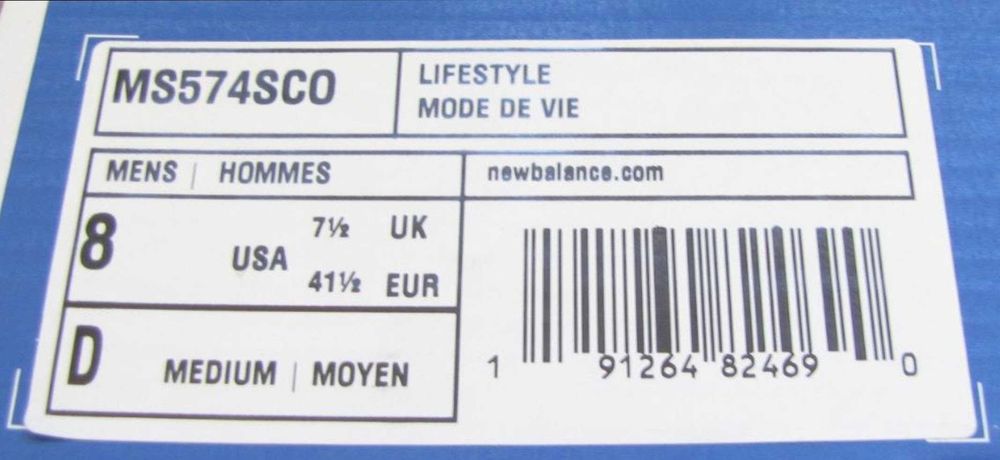 MS574SCO
LIFESTYLE
MODE DE VIE
MENS | HOMMES
newbalance.com
8 USA
7½ UK
41½ EUR
D MEDIUM | MOYEN
1 91264 82469 0